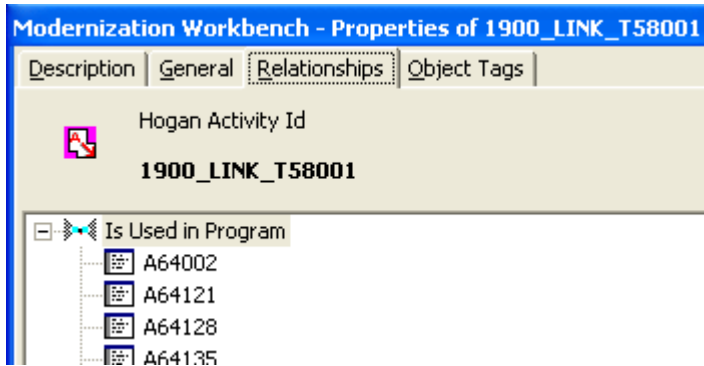 Modernization Workbench - Properties of 1900_LINK_T58001
Description General Relationships Object Tags
Hogan Activity Id
1900_LINK_T58001
Is Used in Program
A64002
A64121
A64128
A64135